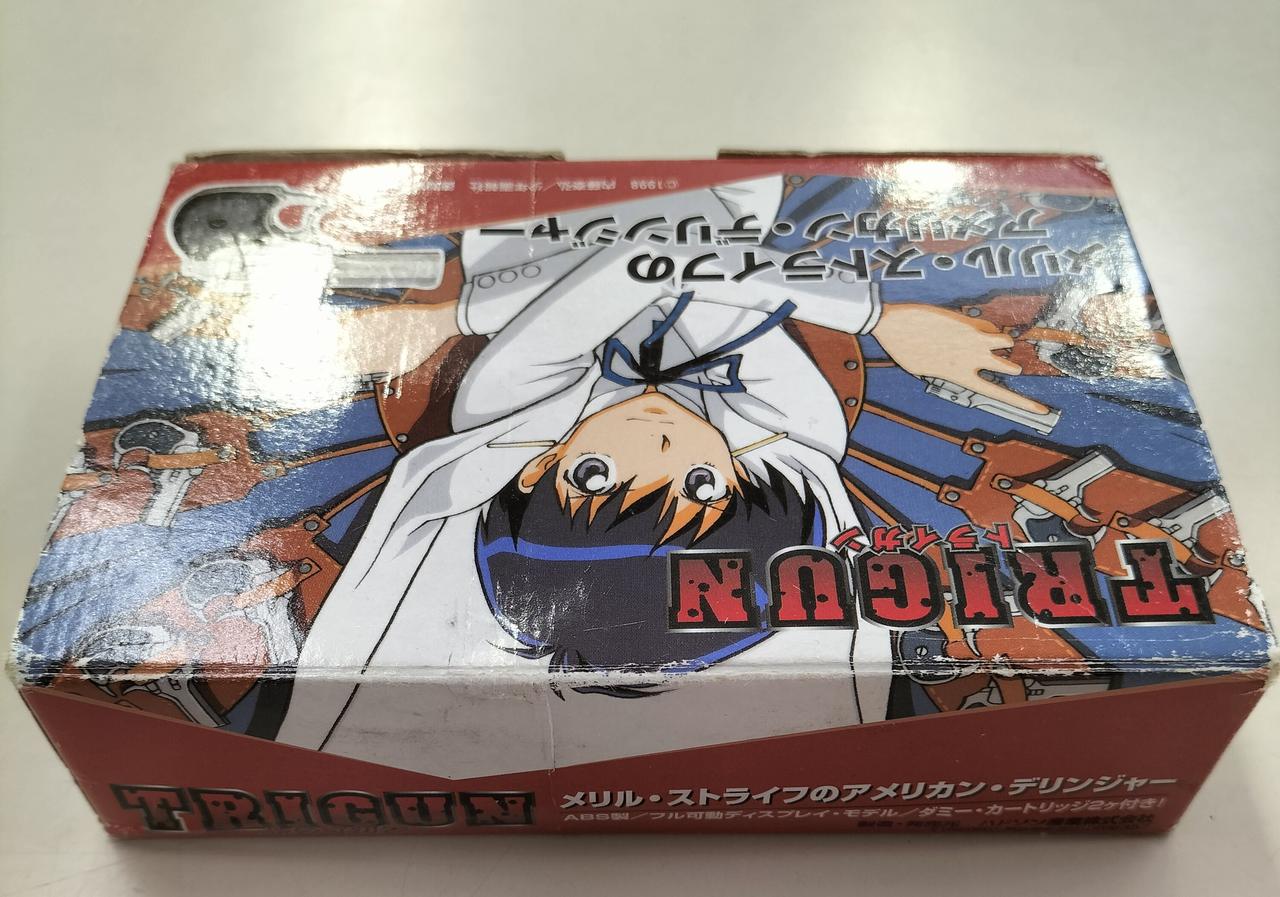 TRIGUN
トライガン
メリル・ストライフの
アメリカン・デリンジャー
©1998 内藤泰弘/少年画報社
TRIGUN
メリル・ストライフのアメリカン・デリンジャー
ABS製/フル可動ディスプレイ・モデル/ダミー・カートリッジ2ヶ付き!